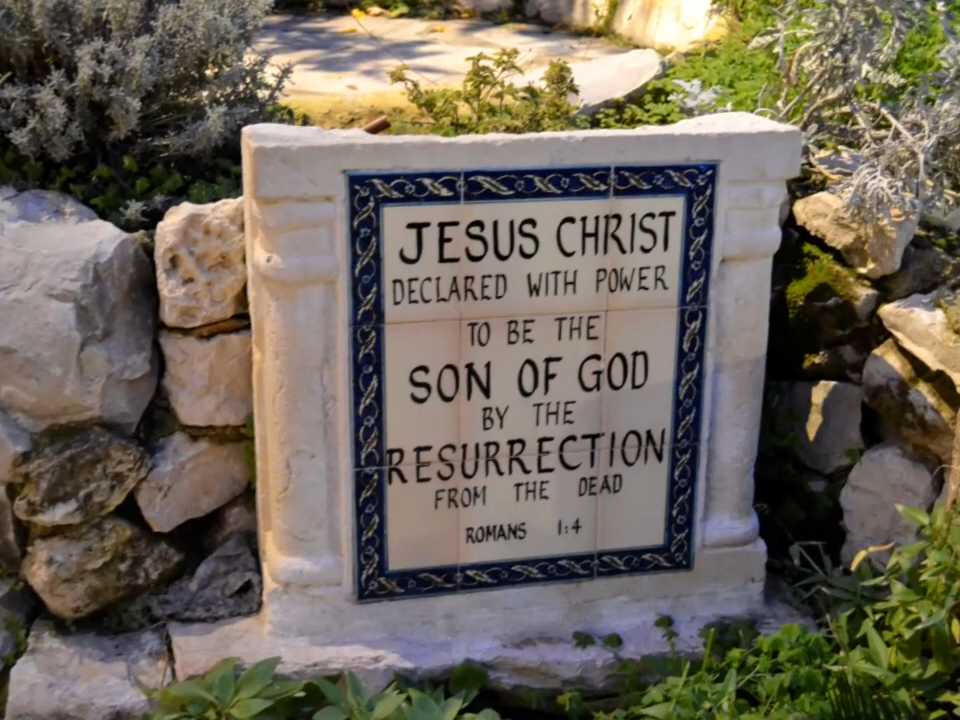 JESUS CHRIST
DECLARED WITH POWER
TO BE THE
SON OF GOD
BY THE
RESURRECTION
FROM THE DEAD
ROMANS 1:4